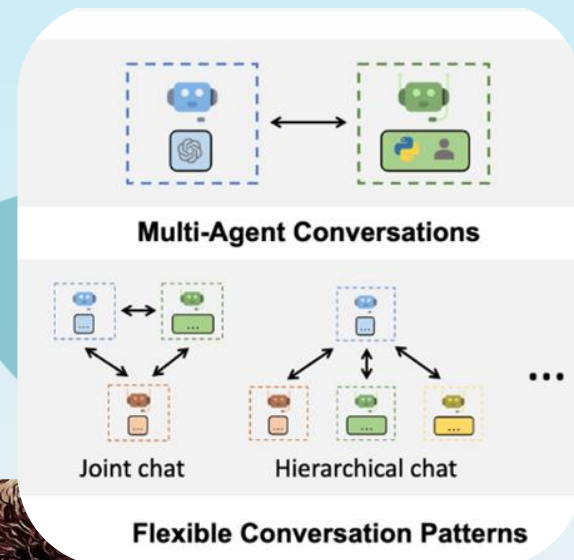 Multi-Agent Conversations
...
...
...
...
...
...
...
...
Joint chat
Hierarchical chat
Flexible Conversation Patterns